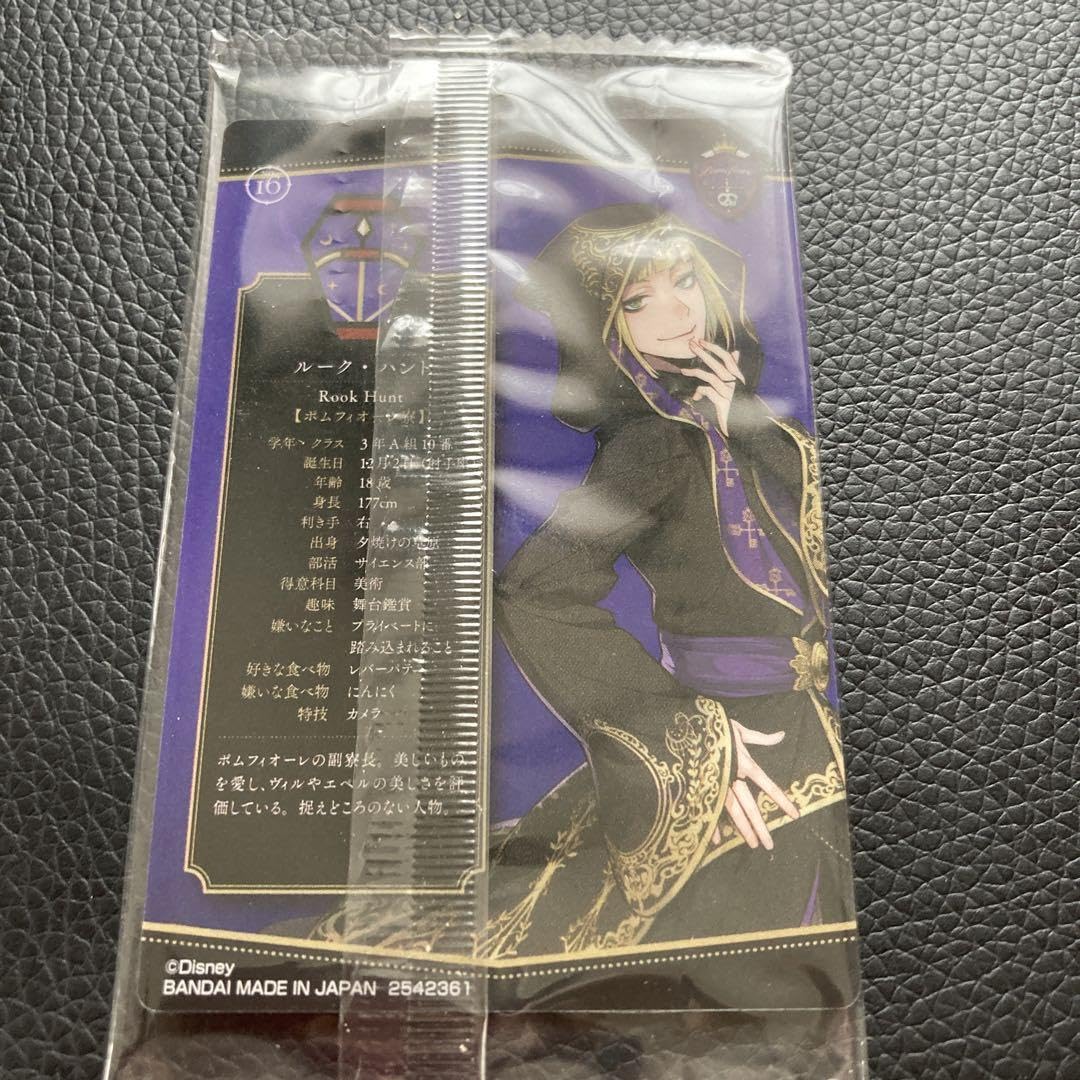 16
ルーク・ハント
Rook Hunt
【ポムフィオーレ寮】
学年、クラス 3年A組10番
誕生日 12月2日
年齢 18歳
身長 177cm
利き手 右
出身 夕焼けの草原
部活 サイエンス部
得意科目 美術
趣味 舞台鑑賞
嫌いなこと プライベートに
踏み込まれること
好きな食べ物 レバーパテ
嫌いな食べ物 にんにく
特技 カメラ
ポムフィオーレの副寮長。美しいもの
を愛し、ヴィルやエペルの美しさを評
価している。捉えどころのない人物。
©Disney
BANDAI MADE IN JAPAN 2542361